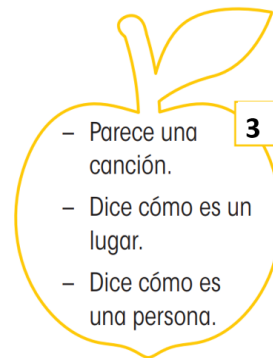 – Parece una
canción.
3
– Dice cómo es un
lugar.
– Dice cómo es
una persona.